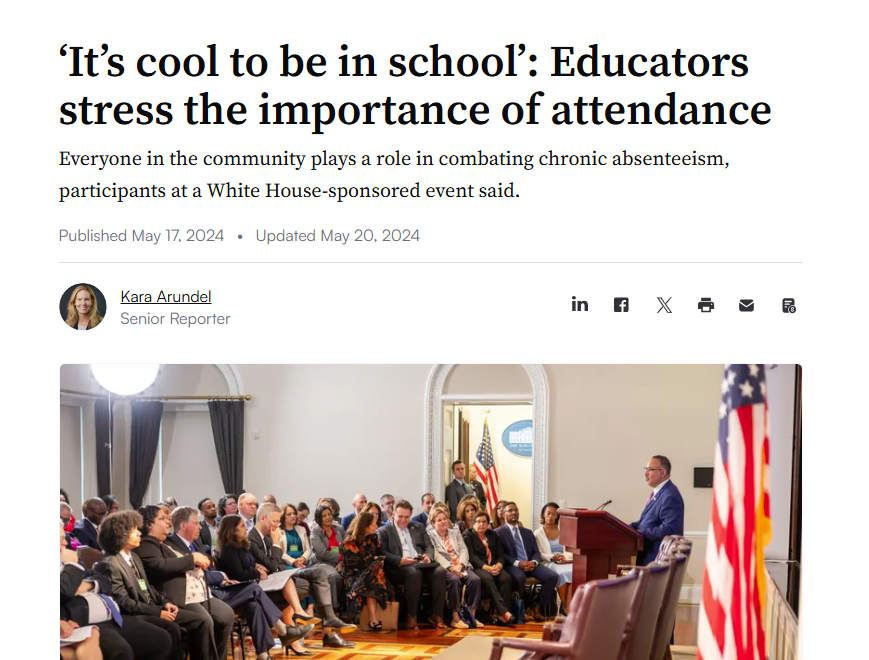 ‘It’s cool to be in school’: Educators
stress the importance of attendance
Everyone in the community plays a role in combating chronic absenteeism,
participants at a White House-sponsored event said.
Published May 17, 2024 • Updated May 20, 2024
Kara Arundel
Senior Reporter